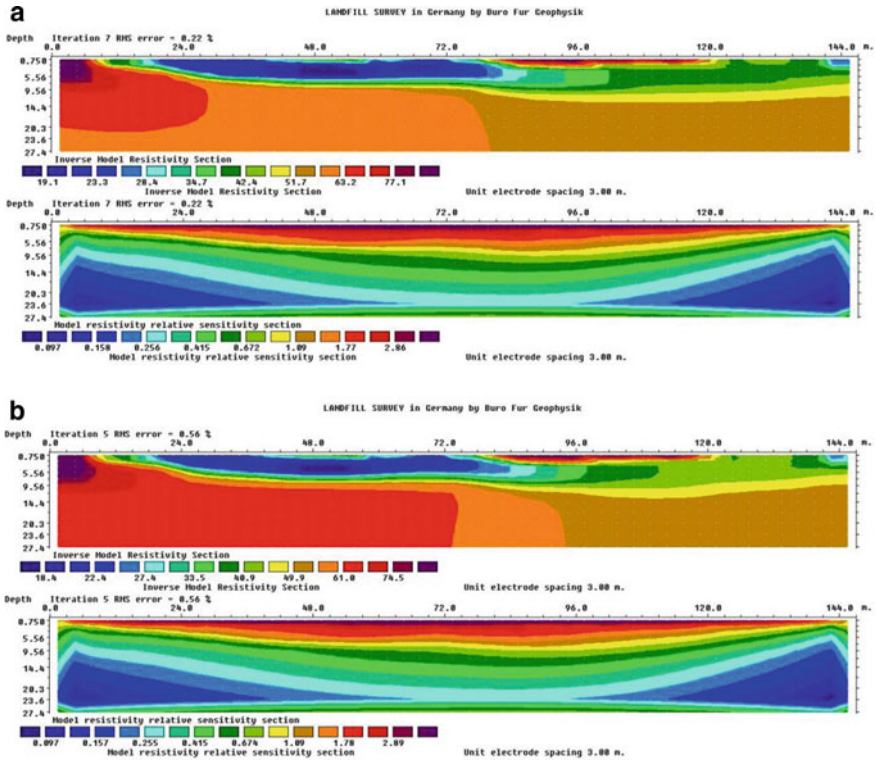 a
LANDFILL SURVEY in Germany by Buro Fur Geophysik
Depth Iteration 7 RMS error = 0.22 %
0.0 24.0 48.0 72.0 96.0 120.0 144.0 m.
0.750
5.56
9.56
14.4
20.3
23.6
27.4
Inverse Model Resistivity Section
19.1 23.3 28.4 34.7 42.4 51.7 63.2 77.1
Inverse Model Resistivity Section Unit electrode spacing 3.00 m.
Depth Iteration 7 RMS error = 0.22 %
0.0 24.0 48.0 72.0 96.0 120.0 144.0 m.
0.750
5.56
9.56
14.4
20.3
23.6
27.4
Model resistivity relative sensitivity section
0.097 0.158 0.256 0.415 0.672 1.09 1.77 2.86
Model resistivity relative sensitivity section Unit electrode spacing 3.00 m.
b
LANDFILL SURVEY in Germany by Buro Fur Geophysik
Depth Iteration 5 RMS error = 0.56 %
0.0 24.0 48.0 72.0 96.0 120.0 144.0 m.
0.750
5.56
9.56
14.4
20.3
23.6
27.4
Inverse Model Resistivity Section
18.4 22.4 27.4 33.5 40.9 49.9 61.0 74.5
Inverse Model Resistivity Section Unit electrode spacing 3.00 m.
Depth Iteration 5 RMS error = 0.56 %
0.0 24.0 48.0 72.0 96.0 120.0 144.0 m.
0.750
5.56
9.56
14.4
20.3
23.6
27.4
Model resistivity relative sensitivity section
0.097 0.157 0.255 0.415 0.674 1.09 1.78 2.89
Model resistivity relative sensitivity section Unit electrode spacing 3.00 m.